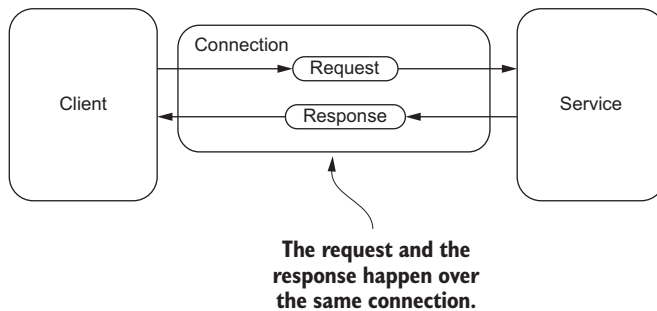 Connection
Request
Client
Service
Response
The request and the
response happen over
the same connection.